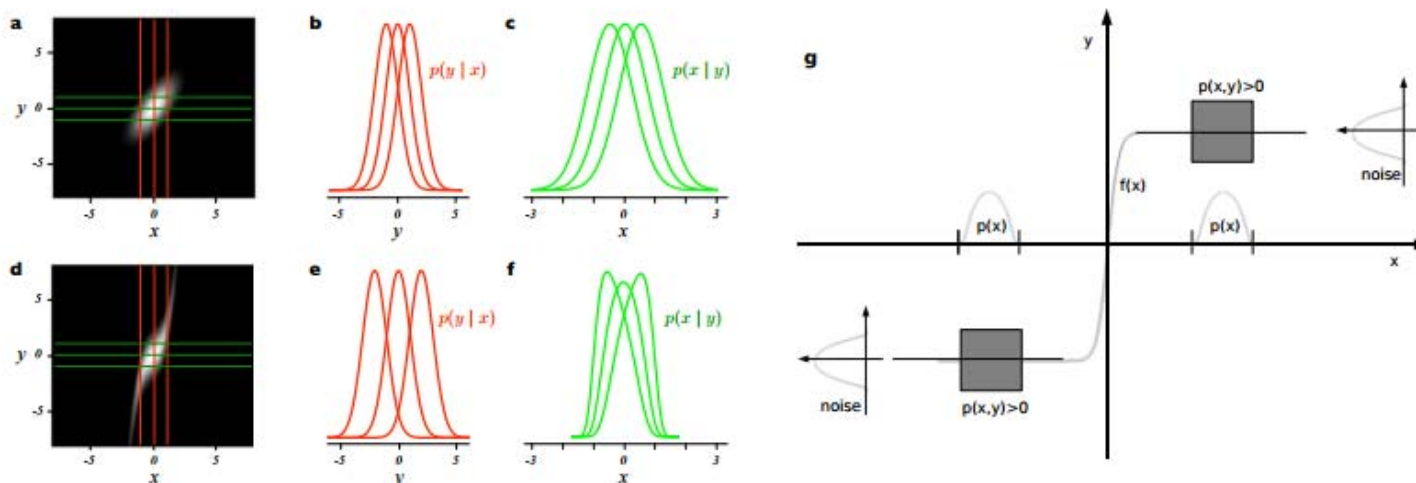 a
5
y 0
-5
-5 0 5
x
b
p(y | x)
-5 0 5
y
c
p(x | y)
-3 0 3
x
d
5
y 0
-5
-5 0 5
x
e
p(y | x)
-5 0 5
y
f
p(x | y)
-3 0 3
x
g
y
p(x,y)>0
noise
f(x)
p(x)
p(x)
x
noise
p(x,y)>0